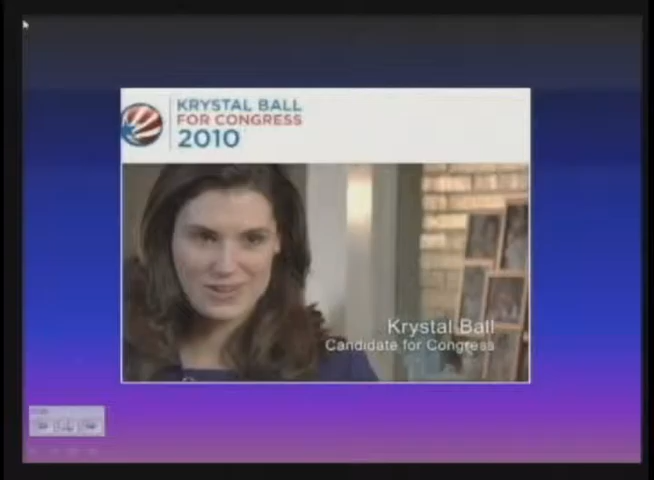 KRYSTAL BALL
FOR CONGRESS
2010
Krystal Ball
Candidate for Congress